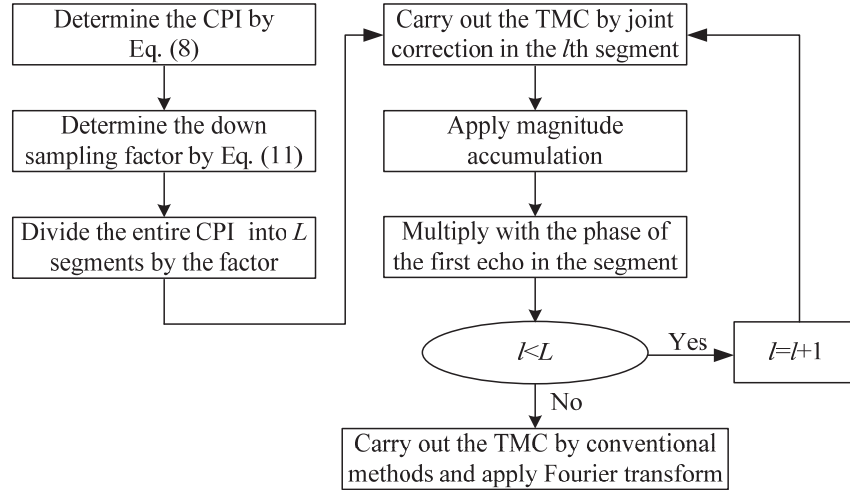 Determine the CPI by
Eq. (8)
Determine the down
sampling factor by Eq. (11)
Divide the entire CPI into L
segments by the factor
Carry out the TMC by joint
correction in the lth segment
Apply magnitude
accumulation
Multiply with the phase of
the first echo in the segment
l<L
Yes
l=l+1
No
Carry out the TMC by conventional
methods and apply Fourier transform